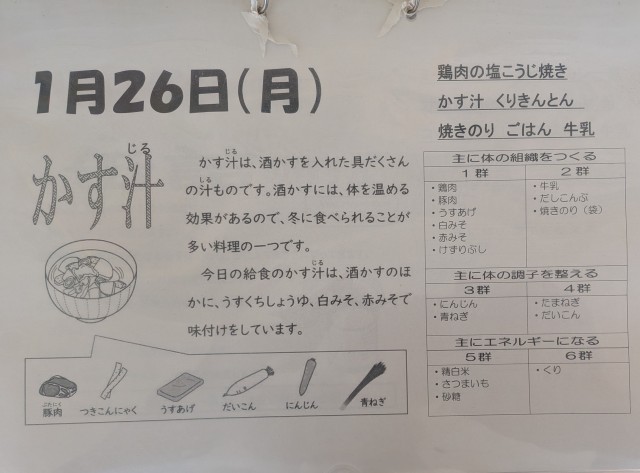 1月26日(月)
かす汁
じる
かす汁は、酒かすを入れた具だくさん
じる
の汁ものです。酒かすには、体を温める
しる
効果があるので、冬に食べられることが
多い料理の一つです。
今日の給食のかす汁は、酒かすのほ
じる
かに、うすくちしょうゆ、白みそ、赤みそで
味付けをしています。
豚肉
ぶたにく
つきこんにゃく
うすあげ
だいこん
にんじん
青ねぎ
鶏肉の塩こうじ焼き
かす汁 くりきんとん
焼きのり ごはん 牛乳
主に体の組織をつくる
1群 2群
・鶏肉 ・牛乳
・豚肉 ・だしこんぶ
・うすあげ ・焼きのり(袋)
・白みそ
・赤みそ
・けずりぶし
主に体の調子を整える
3群 4群
・にんじん ・たまねぎ
・青ねぎ ・だいこん
主にエネルギーになる
5群 6群
・精白米 ・くり
・さつまいも
・砂糖